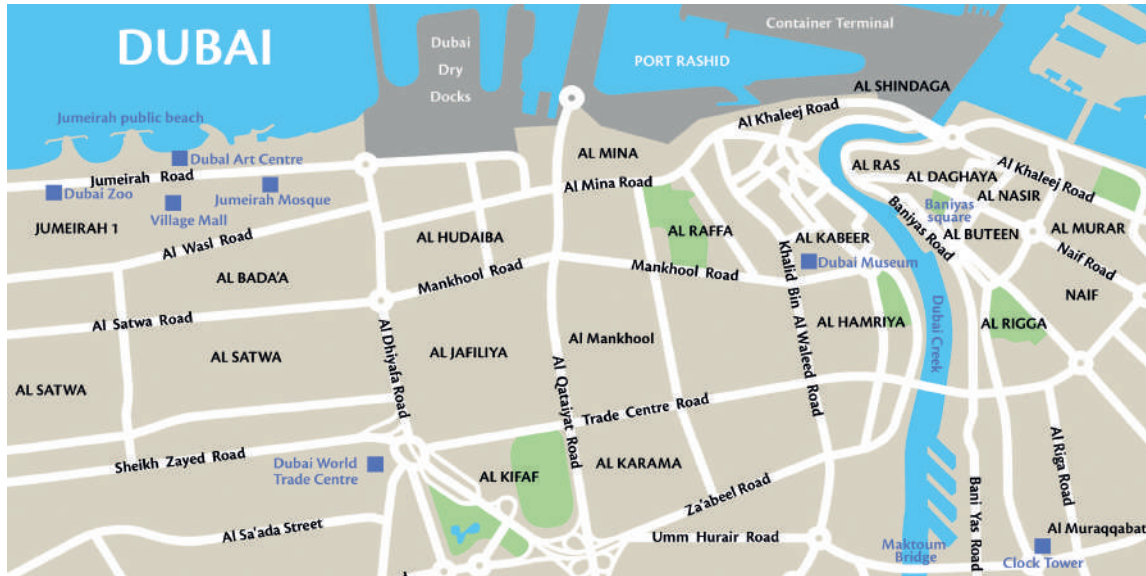 DUBAI
Dubai
Dry
Docks
Container Terminal
PORT RASHID
AL SHINDAGA
Jumeirah public beach
Al Khaleej Road
Dubal Art Centre
AL MINA
AL RAS
AL DAGHAYA
Al Khaleej Road
Jumeirah Road
Al Mina Road
Dubai Zoo
Jumeirah Mosque
AL NASIR
Village Mall
Baniyas
square
JUMEIRAH 1
Al Wasl Road
AL HUDAIBA
AL RAFFA
AL KABEER
Baniyas Road
AL BUTEEN
AL MURAR
Naif Road
AL BADA'A
Mankhool Road
Mankhool Road
Khalid Bin Al Waleed Road
Dubai Museum
NAIF
Al Satwa Road
AL HAMRIYA
Dubai Creek
AL RIGGA
Al Dhiyafa Road
AL SATWA
AL JAFILIYA
Al Mankhool
AL SATWA
Al Qataiyat Road
Trade Centre Road
Sheikh Zayed Road
Dubai World
Trade Centre
AL KIFAF
AL KARAMA
Al Riga Road
Za'abeel Road
Bani Yas Road
Al Sa'ada Street
Umm Hurair Road
Al Muraqqabat
Maktoum
Bridge
Clock Tower